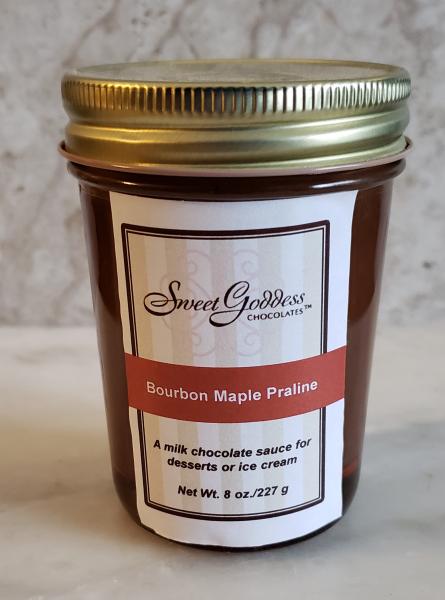 Sweet Goddess
CHOCOLATES™
Bourbon Maple Praline
A milk chocolate sauce for
desserts or ice cream
Net Wt. 8 oz./227 g